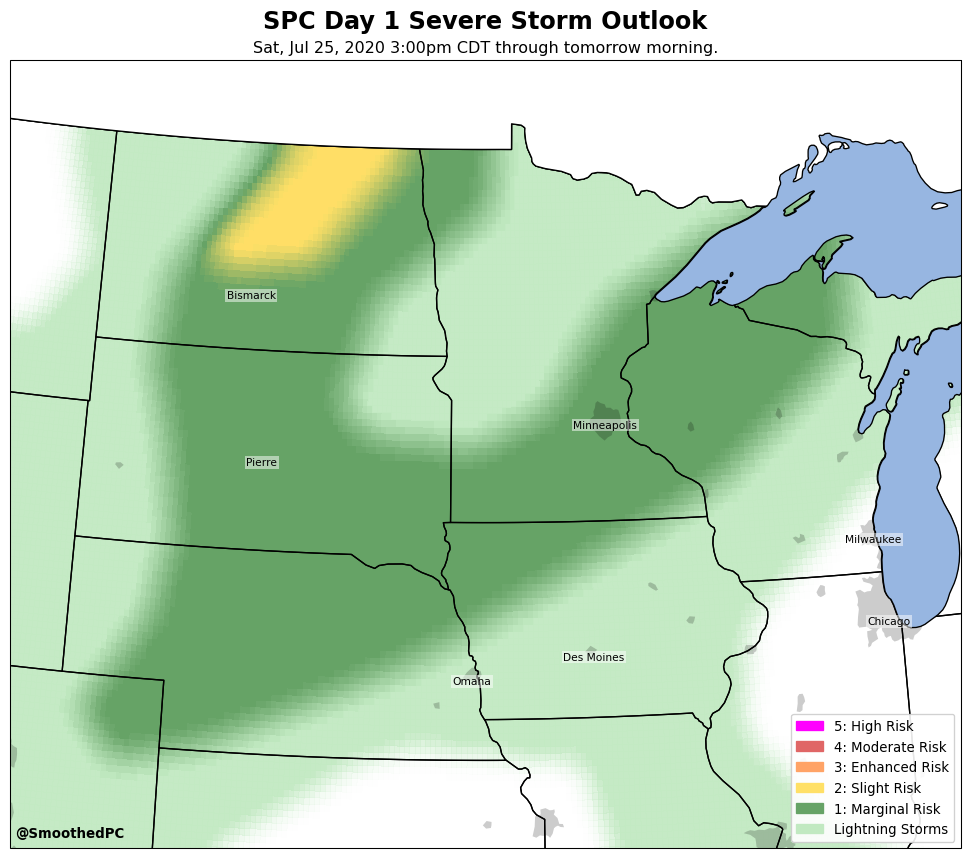 SPC Day 1 Severe Storm Outlook
Sat, Jul 25, 2020 3:00pm CDT through tomorrow morning.
Bismarck
Minneapolis
Pierre
Milwaukee
Chicago
Des Moines
Omaha
5: High Risk
4: Moderate Risk
3: Enhanced Risk
2: Slight Risk
1: Marginal Risk
Lightning Storms
@SmoothedPC